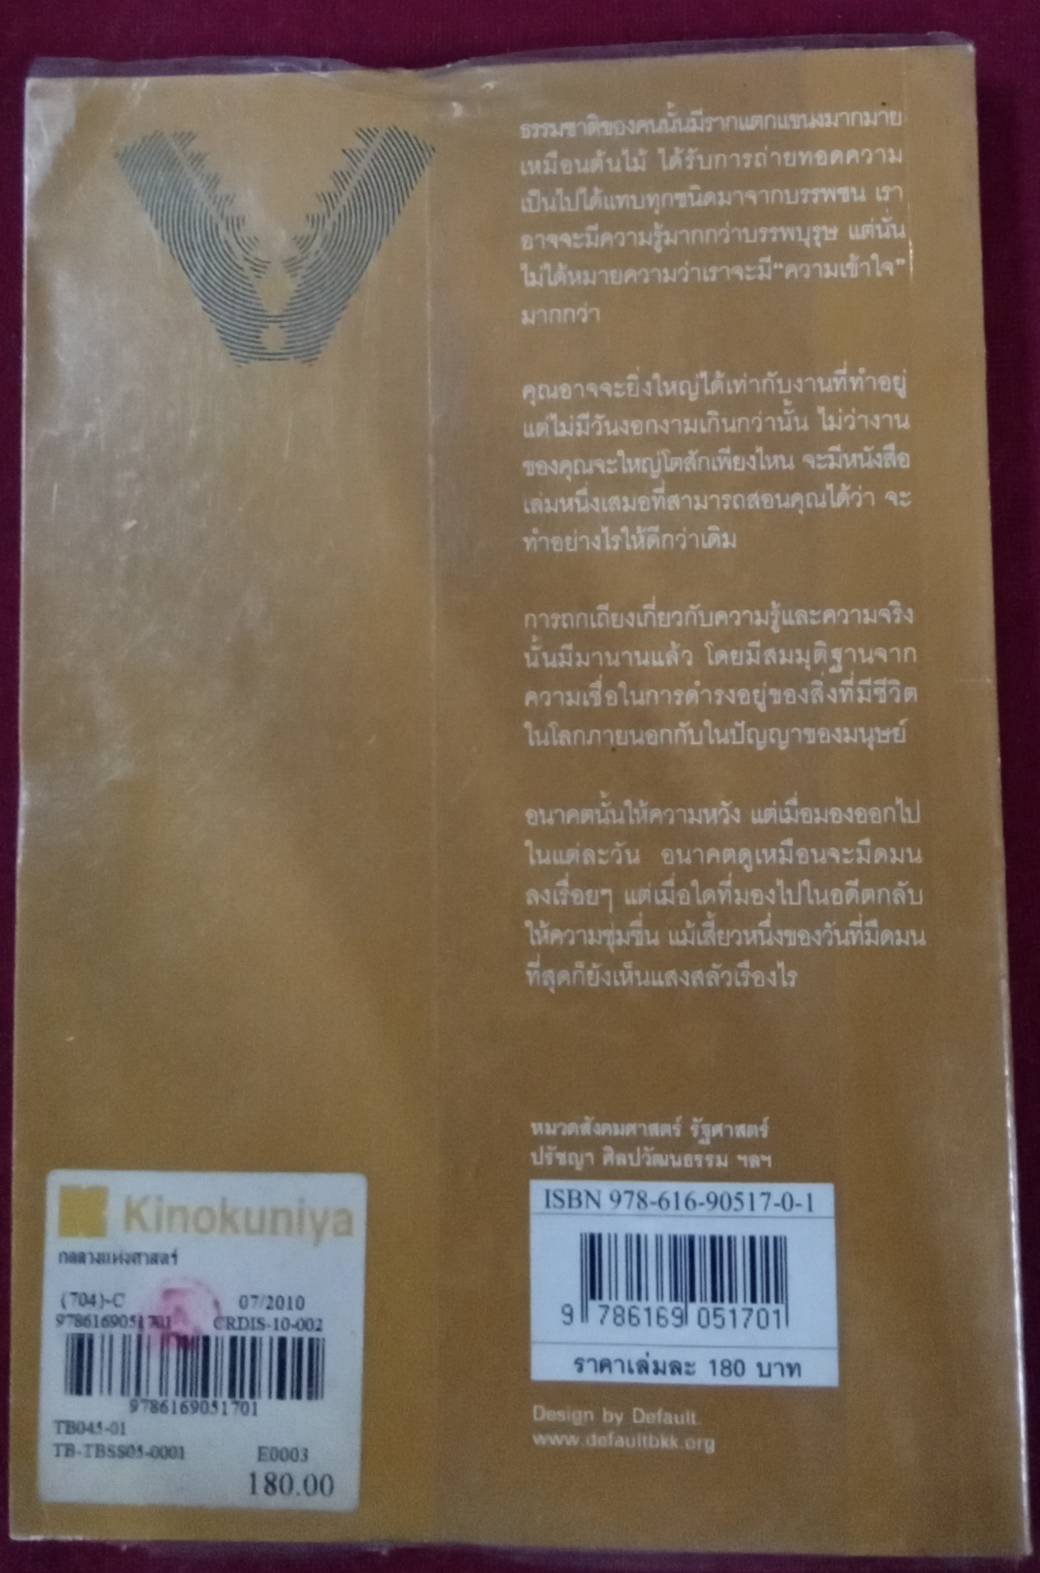 ธรรมชาติของคนนั้นมีรากแตกแขนงมากมาย
เหมือนต้นไม้ ได้รับการถ่ายทอดความ
เป็นไปได้แทบทุกชนิดมาจากบรรพชน เรา
อาจจะมีความรู้มากกว่าบรรพบุรุษ แต่นั่น
ไม่ได้หมายความว่าเราจะมี“ความเข้าใจ”
มากกว่า
คุณอาจจะยิ่งใหญ่ได้เท่ากับงานที่ทำอยู่
แต่ไม่มีวันงอกงามเกินกว่านั้น ไม่ว่างาน
ของคุณจะใหญ่โตสักเพียงไหน จะมีหนังสือ
เล่มหนึ่งเสมอที่สามารถสอนคุณได้ว่า จะ
ทำอย่างไรให้ดีกว่าเดิม
การถกเถียงเกี่ยวกับความรู้และความจริง
นั้นมีมานานแล้ว โดยมีสมมุติฐานจาก
ความเชื่อในการดำรงอยู่ของสิ่งที่มีชีวิต
ในโลกภายนอกกับในปัญญาของมนุษย์
อนาคตนั้นให้ความหวัง แต่เมื่อมองออกไป
ในแต่ละวัน อนาคตดูเหมือนจะมืดมน
ลงเรื่อยๆ แต่เมื่อใดที่มองไปในอดีตกลับ
ให้ความชุ่มชื่น แม้เสี้ยวหนึ่งของวันที่มืดมน
ที่สุดก็ยังเห็นแสงสลัวเรืองไร
หมวดสังคมศาสตร์ รัฐศาสตร์
ปรัชญา ศิลปวัฒนธรรม ฯลฯ
ISBN 978-616-90517-0-1
9 786169 051701
ราคาเล่มละ 180 บาท
Design by Default.
www.defaultbkk.org
Kinokuniya
กลลวงแห่งศาสตร์
(704)-C 07/2010
9786169051701 CRDIS-10-002
9786169051701
TB045-01
TB-TBSS05-0001 E0003
180.00